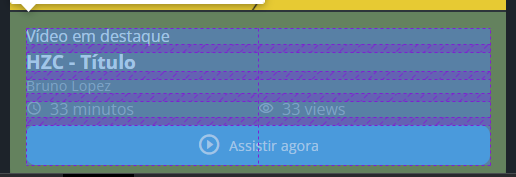 Vídeo em destaque
HZC - Título
Bruno Lopez
33 minutos 33 views
Assistir agora